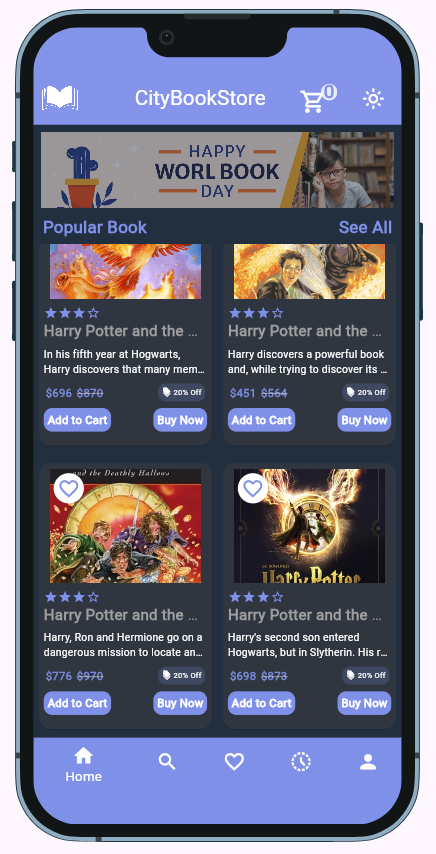 CityBookStore
0
HAPPY
WORL BOOK
DAY
Popular Book
See All
Harry Potter and the ...
In his fifth year at Hogwarts,
Harry discovers that many mem...
$696 $870
20% Off
Add to Cart
Buy Now
Harry Potter and the ...
Harry discovers a powerful book
and, while trying to discover its ...
$451 $564
20% Off
Add to Cart
Buy Now
and the Deathly Hallows
Harry Potter and the ...
Harry, Ron and Hermione go on a
dangerous mission to locate an...
$776 $970
20% Off
Add to Cart
Buy Now
J.K. ROWLING
Harry Potter
Harry Potter and the ...
Harry's second son entered
Hogwarts, but in Slytherin. His r...
$698 $873
20% Off
Add to Cart
Buy Now
Home